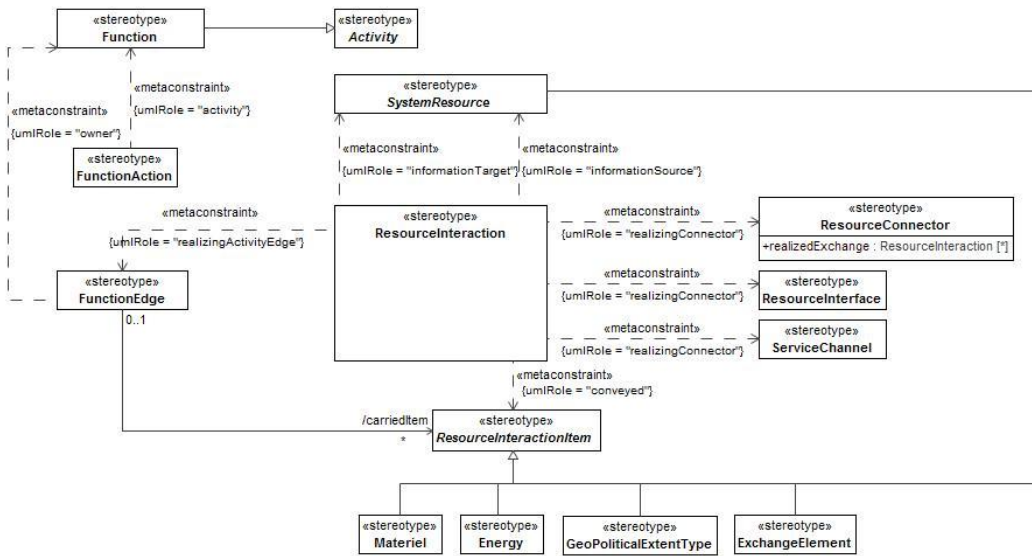 «stereotype»
Function
«stereotype»
Activity
«metaconstraint»
{umlRole = "activity"}
«metaconstraint»
{umlRole = "owner"}
«stereotype»
FunctionAction
«stereotype»
SystemResource
«metaconstraint»
{umlRole = "informationTarget"}
«metaconstraint»
{umlRole = "informationSource"}
«stereotype»
ResourceInteraction
«metaconstraint»
{umlRole = "realizingActivityEdge"}
«metaconstraint»
{umlRole = "realizingConnector"}
«stereotype»
ResourceConnector
+realizedExchange : ResourceInteraction [*]
«stereotype»
FunctionEdge
0..1
«metaconstraint»
{umlRole = "realizingConnector"}
«stereotype»
ResourceInterface
«metaconstraint»
{umlRole = "realizingConnector"}
«stereotype»
ServiceChannel
«metaconstraint»
{umlRole = "conveyed"}
/carriedItem
*
«stereotype»
ResourceInteractionItem
«stereotype»
Materiel
«stereotype»
Energy
«stereotype»
GeoPoliticalExtentType
«stereotype»
ExchangeElement